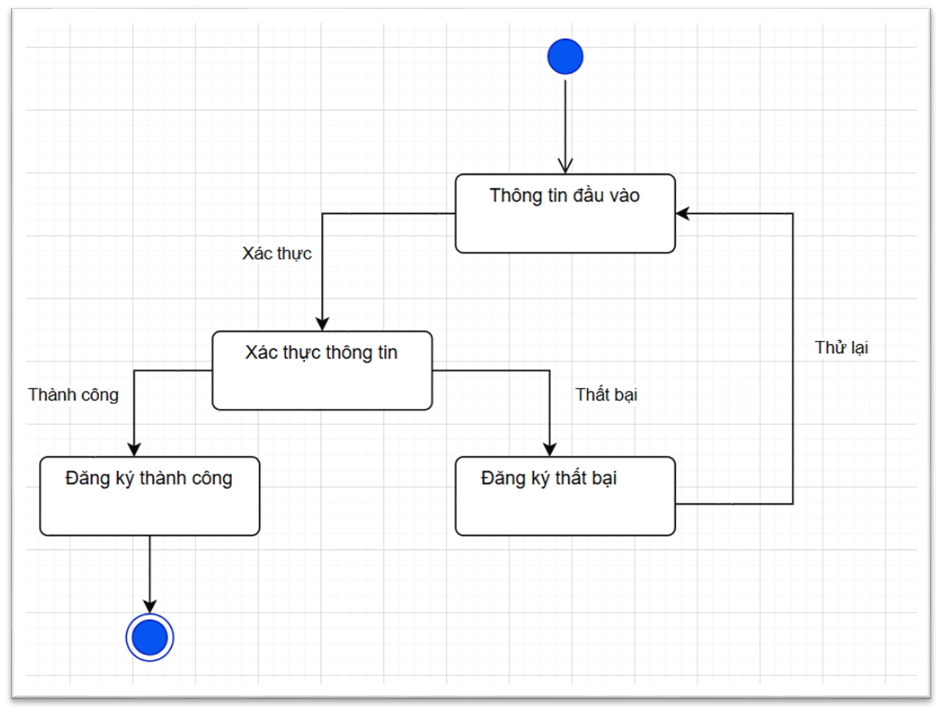 Thông tin đầu vào
Xác thực
Xác thực thông tin
Thử lại
Thành công
Thất bại
Đăng ký thành công
Đăng ký thất bại